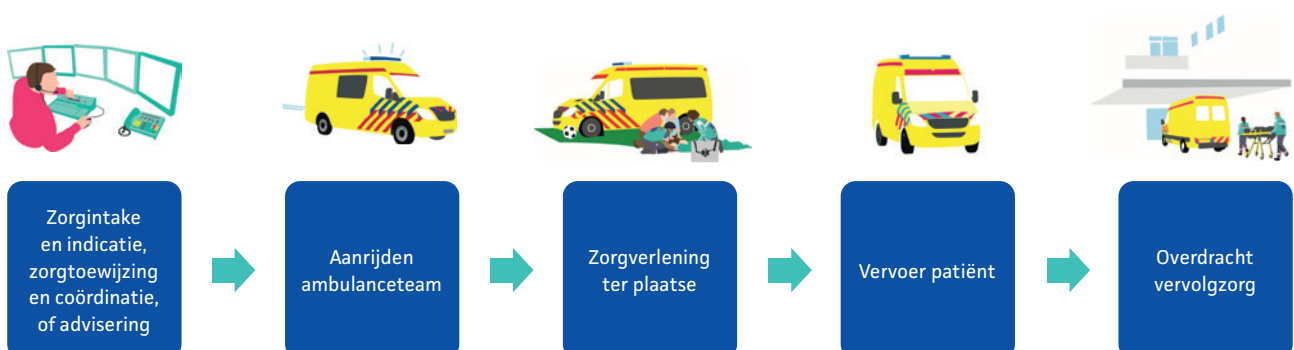 Zorgintake
en indicatie,
zorgtoewijzing
en coördinatie,
of advisering
Aanrijden
ambulanceteam
Zorgverlening
ter plaatse
Vervoer patiënt
Overdracht
vervolgzorg